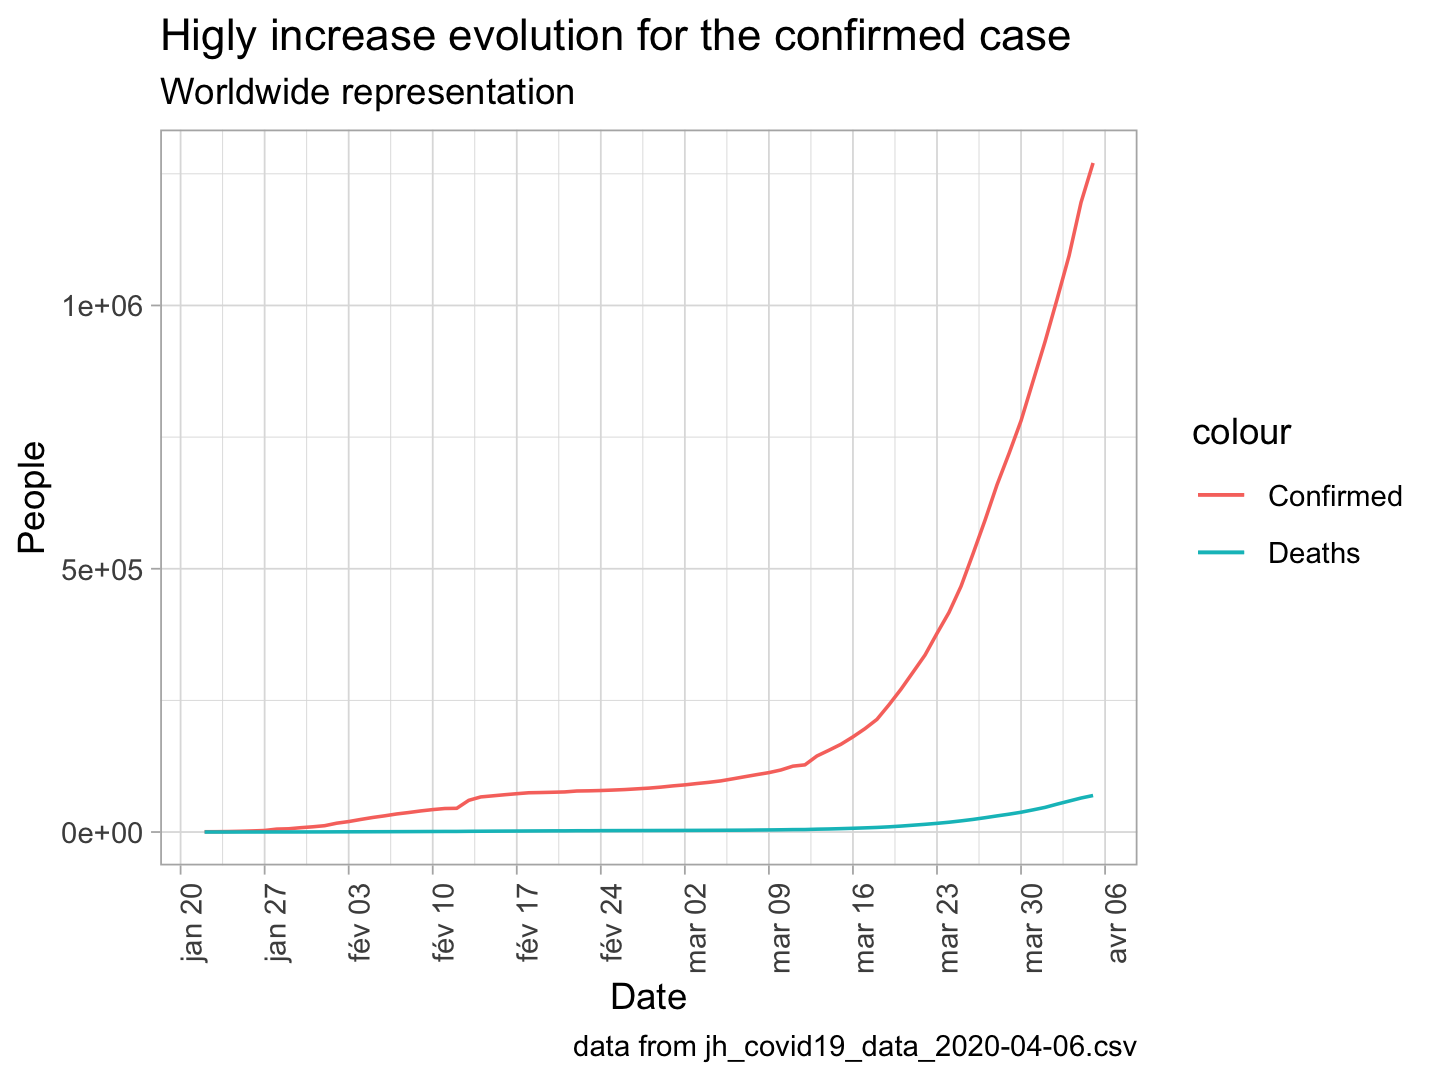 Higly increase evolution for the confirmed case
Worldwide representation
People
1e+06
5e+05
0e+00
jan 20
jan 27
fév 03
fév 10
fév 17
fév 24
mar 02
mar 09
mar 16
mar 23
mar 30
avr 06
Date
colour
Confirmed
Deaths
data from jh_covid19_data_2020-04-06.csv